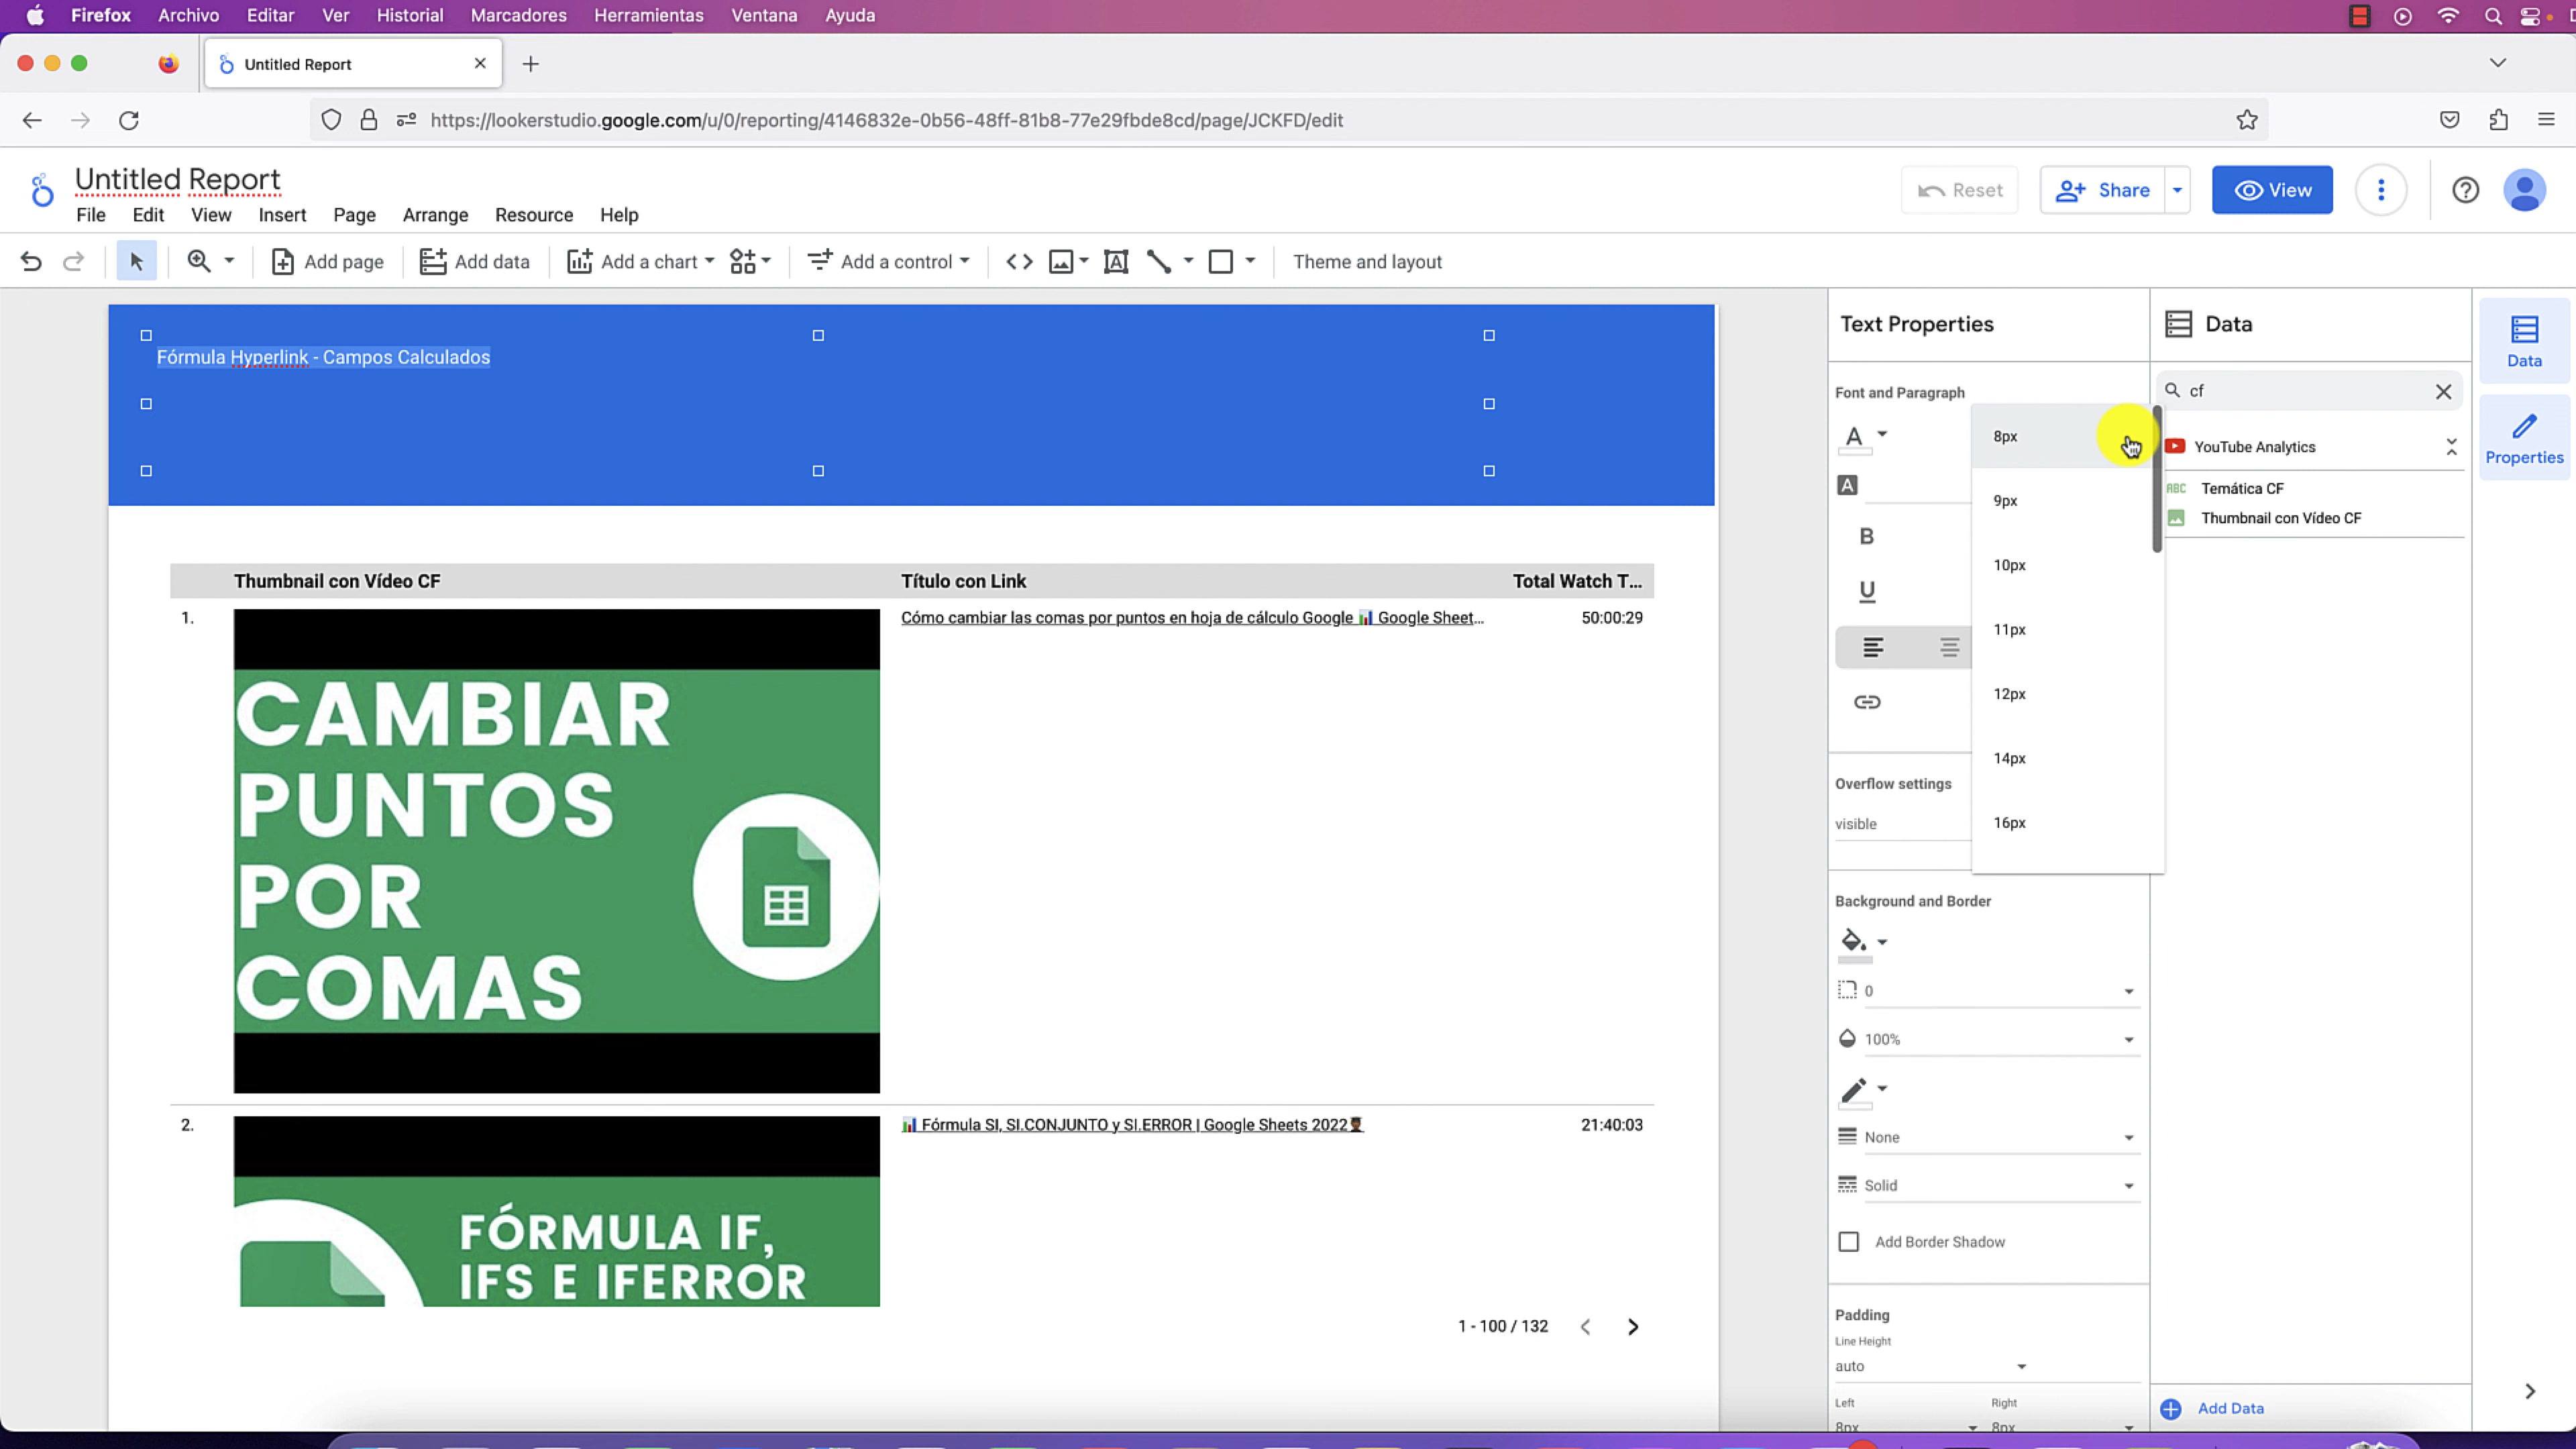 Firefox Archivo Editar Ver Historial Marcadores Herramientas Ventana Ayuda
Untitled Report
https://lookerstudio.google.com/u/0/reporting/4146832e-0b56-48ff-81b8-77e29fbde8cd/page/JCKFD/edit
Untitled Report
File Edit View Insert Page Arrange Resource Help
Reset Share View
Add page Add data Add a chart Add a control Theme and layout
Fórmula Hyperlink - Campos Calculados
Thumbnail con Vídeo CF Título con Link Total Watch T...
1. Cómo cambiar las comas por puntos en hoja de cálculo Google 📊 Google Sheet... 50:00:29
CAMBIAR
PUNTOS
POR
COMAS
2. 📊 Fórmula SI, SI.CONJUNTO y SI.ERROR | Google Sheets 2022 21:40:03
FÓRMULA IF,
IFS E IFERROR
1 - 100 / 132
Text Properties
Font and Paragraph
A
A
B
U
8px
9px
10px
11px
12px
14px
16px
Overflow settings
visible
Background and Border
0
100%
None
Solid
Add Border Shadow
Padding
Line Height
auto
Left Right
8px 8px
Data
cf
YouTube Analytics
ABC Temática CF
Thumbnail con Vídeo CF
Add Data
Data
Properties